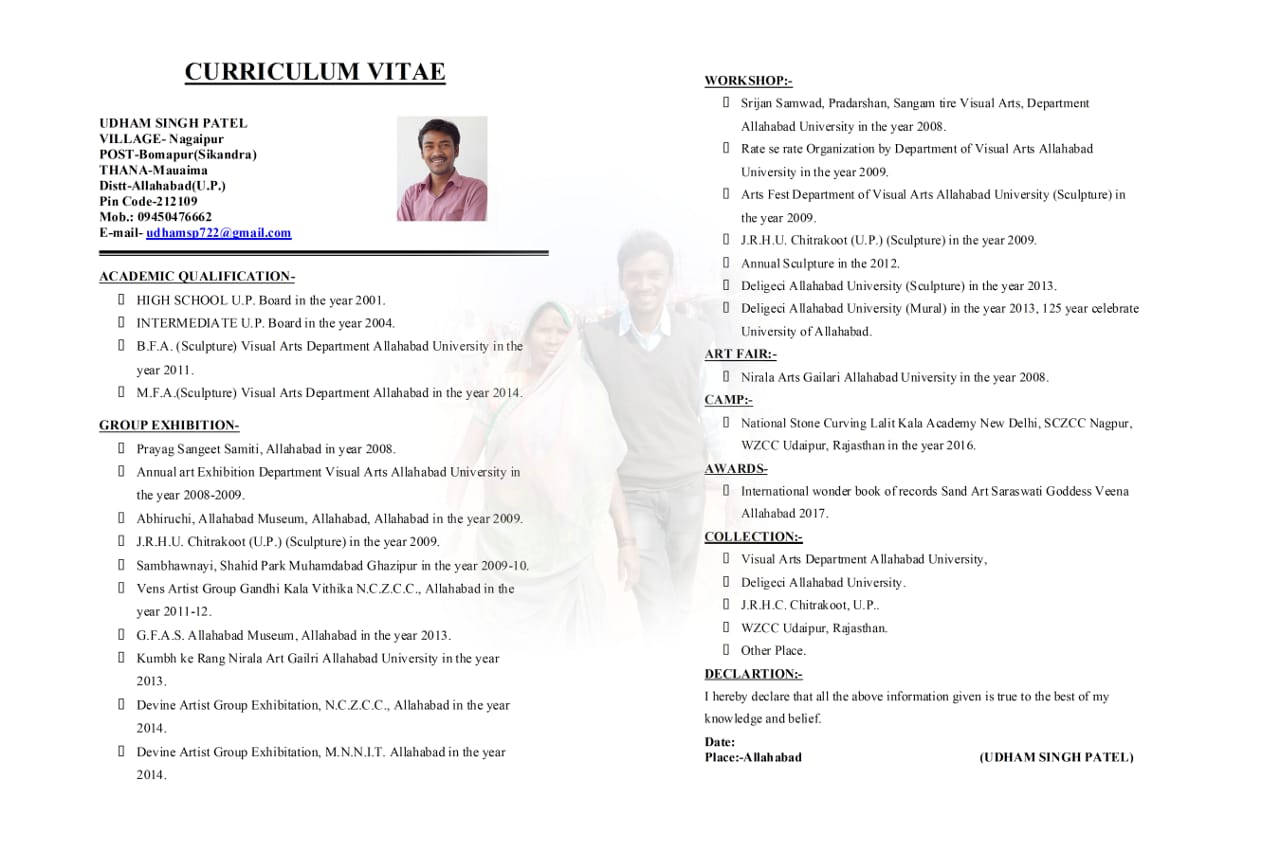 CURRICULUM VITAE
UDHAM SINGH PATEL
VILLAGE- Nagaipur
POST-Bomapur(Sikandra)
THANA-Mauaima
Distt-Allahabad(U.P.)
Pin Code-212109
Mob.: 09450476662
E-mail- udhamsp722@gmail.com
ACADEMIC QUALIFICATION-
HIGH SCHOOL U.P. Board in the year 2001.
INTERMEDIATE U.P. Board in the year 2004.
B.F.A. (Sculpture) Visual Arts Department Allahabad University in the
year 2011.
M.F.A.(Sculpture) Visual Arts Department Allahabad in the year 2014.
GROUP EXHIBITION-
Prayag Sangeet Samiti, Allahabad in year 2008.
Annual art Exhibition Department Visual Arts Allahabad University in
the year 2008-2009.
Abhiruchi, Allahabad Museum, Allahabad, Allahabad in the year 2009.
J.R.H.U. Chitrakoot (U.P.) (Sculpture) in the year 2009.
Sambhawnayi, Shahid Park Muhamdabad Ghazipur in the year 2009-10.
Vens Artist Group Gandhi Kala Vithika N.C.Z.C.C., Allahabad in the
year 2011-12.
G.F.A.S. Allahabad Museum, Allahabad in the year 2013.
Kumbh ke Rang Nirala Art Gailri Allahabad University in the year
2013.
Devine Artist Group Exhibitation, N.C.Z.C.C., Allahabad in the year
2014.
Devine Artist Group Exhibitation, M.N.N.I.T. Allahabad in the year
2014.
WORKSHOP:-
Srijan Samwad, Pradarshan, Sangam tire Visual Arts, Department
Allahabad University in the year 2008.
Rate se rate Organization by Department of Visual Arts Allahabad
University in the year 2009.
Arts Fest Department of Visual Arts Allahabad University (Sculpture) in
the year 2009.
J.R.H.U. Chitrakoot (U.P.) (Sculpture) in the year 2009.
Annual Sculpture in the 2012.
Deligeci Allahabad University (Sculpture) in the year 2013.
Deligeci Allahabad University (Mural) in the year 2013, 125 year celebrate
University of Allahabad.
ART FAIR:-
Nirala Arts Gailari Allahabad University in the year 2008.
CAMP:-
National Stone Curving Lalit Kala Academy New Delhi, SCZCC Nagpur,
WZCC Udaipur, Rajasthan in the year 2016.
AWARDS-
International wonder book of records Sand Art Saraswati Goddess Veena
Allahabad 2017.
COLLECTION:-
Visual Arts Department Allahabad University,
Deligeci Allahabad University.
J.R.H.C. Chitrakoot, U.P..
WZCC Udaipur, Rajasthan.
Other Place.
DECLARTION:-
I hereby declare that all the above information given is true to the best of my
knowledge and belief.
Date:
Place:-Allahabad (UDHAM SINGH PATEL)